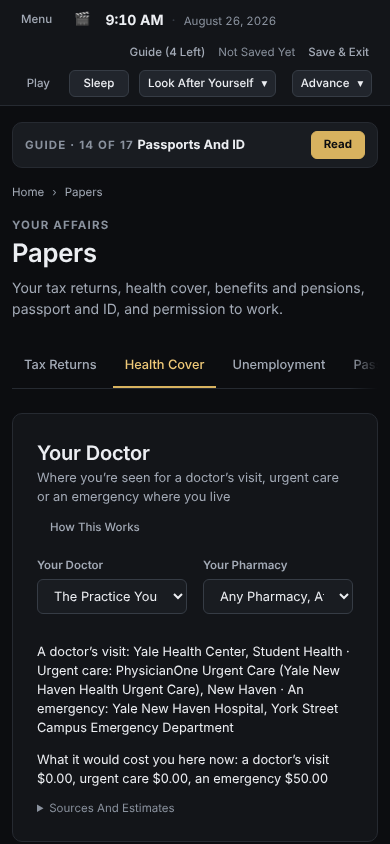 Menu 🎬 9:10 AM · August 26, 2026
Guide (4 Left) Not Saved Yet Save & Exit
Play Sleep Look After Yourself ▾ Advance ▾
GUIDE · 14 OF 17 Passports And ID Read
Home › Papers
YOUR AFFAIRS
Papers
Your tax returns, health cover, benefits and pensions,
passport and ID, and permission to work.
Tax Returns Health Cover Unemployment Pas
Your Doctor
Where you’re seen for a doctor’s visit, urgent care
or an emergency where you live
How This Works
Your Doctor Your Pharmacy
The Practice You Any Pharmacy, A
A doctor’s visit: Yale Health Center, Student Health ·
Urgent care: PhysicianOne Urgent Care (Yale New
Haven Health Urgent Care), New Haven · An
emergency: Yale New Haven Hospital, York Street
Campus Emergency Department
What it would cost you here now: a doctor’s visit
$0.00, urgent care $0.00, an emergency $50.00
▶ Sources And Estimates